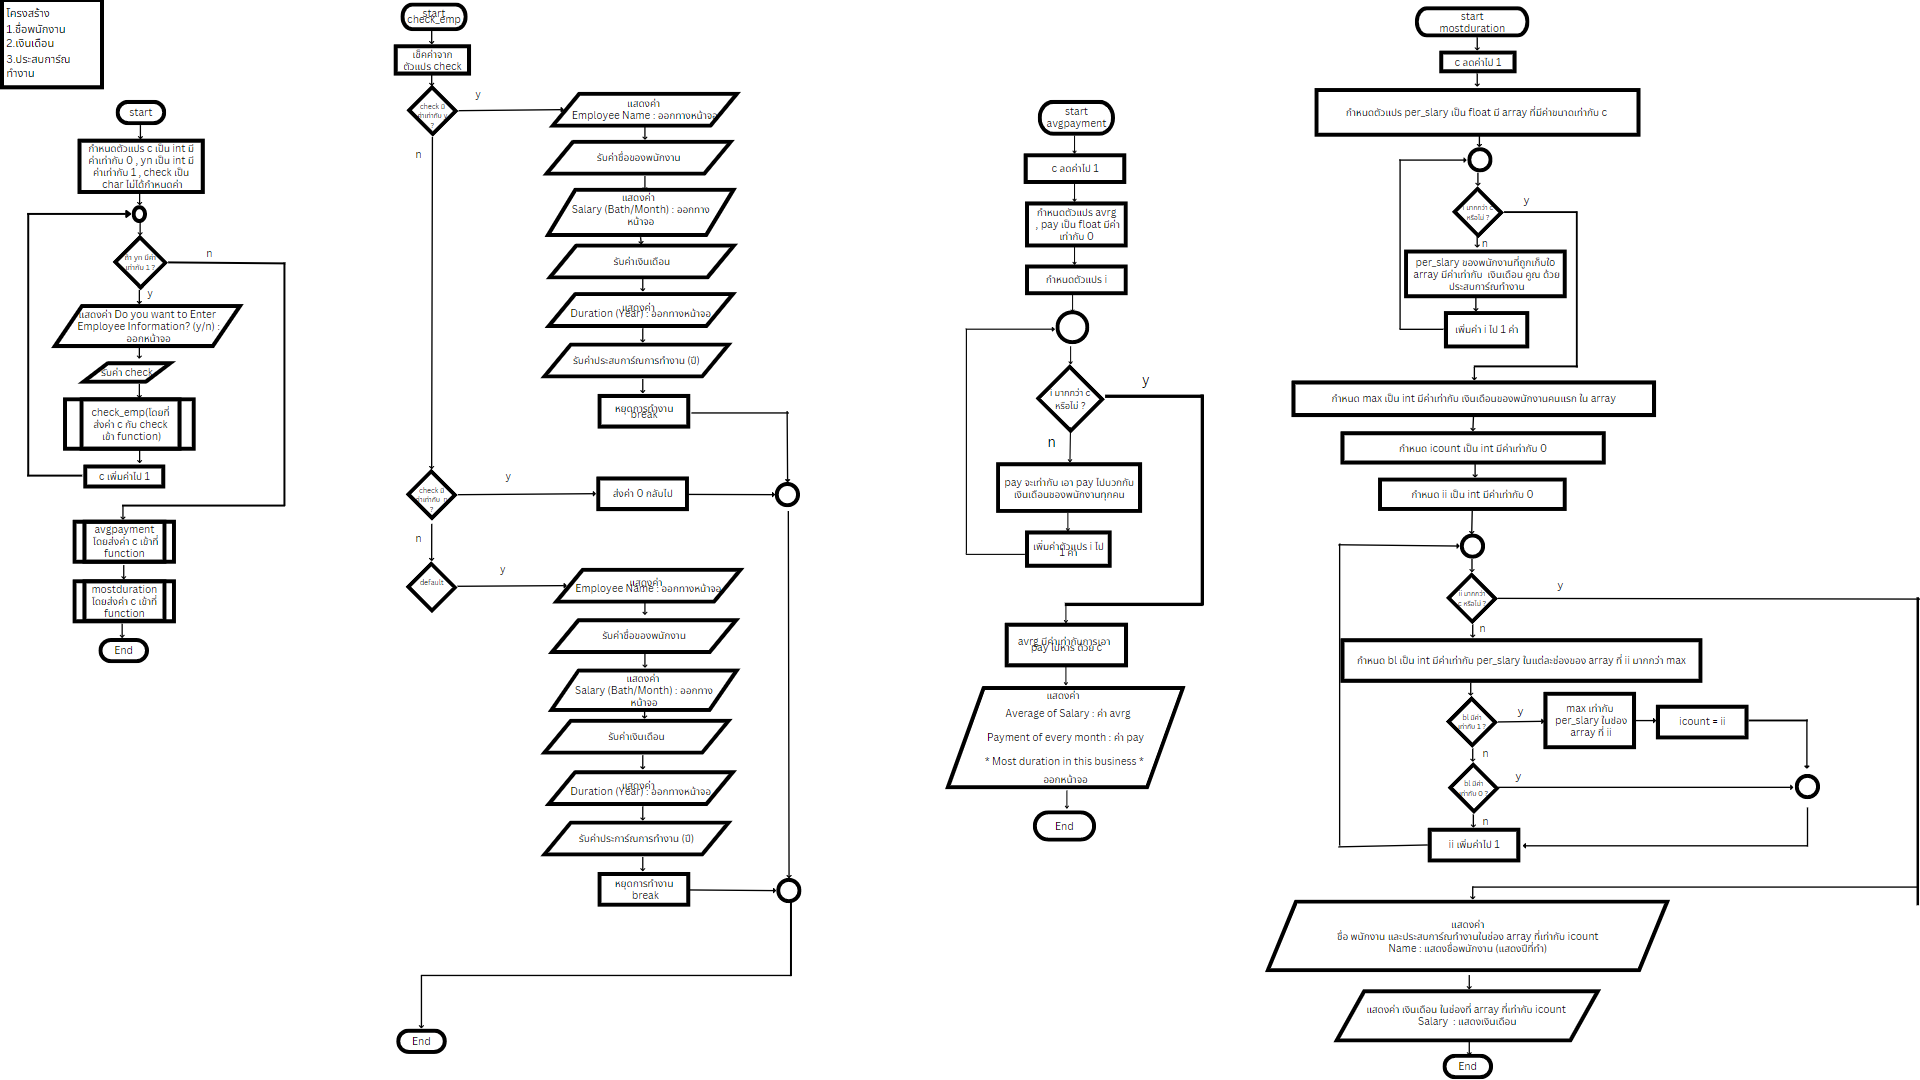 โครงสร้าง
1.ชื่อพนักงาน
2.เงินเดือน
3.ประสบการ์ณ
ทำงาน
start
กำหนดตัวแปร c เป็น int มี
ค่าเท่ากับ 0 , yn เป็น int มี
ค่าเท่ากับ 1 , check เป็น
char ไม่ได้กำหนดค่า
ถ้า yn มีค่า
เท่ากับ 1 ?
n
y
แสดงค่า Do you want to Enter
Employee Information? (y/n) :
ออกหน้าจอ
รับค่า check
check_emp(โดยที่
ส่งค่า c กับ check
เข้า function)
c เพิ่มค่าไป 1
avgpayment
โดยส่งค่า c เข้าที่
function
mostduration
โดยส่งค่า c เข้าที่
function
End
start
check_emp
เช็คค่าจาก
ตัวแปร check
check มี
ค่าเท่ากับ y
?
y
n
แสดงค่า
Employee Name : ออกทางหน้าจอ
รับค่าชื่อของพนักงาน
แสดงค่า
Salary (Bath/Month) : ออกทาง
หน้าจอ
รับค่าเงินเดือน
แสดงค่า
Duration (Year) : ออกทางหน้าจอ
รับค่าประสบการ์ณการทำงาน (ปี)
หยุดการทำงาน
break
check มี
ค่าเท่ากับ n
?
y
n
ส่งค่า 0 กลับไป
default
y
แสดงค่า
Employee Name : ออกทางหน้าจอ
รับค่าชื่อของพนักงาน
แสดงค่า
Salary (Bath/Month) : ออกทาง
หน้าจอ
รับค่าเงินเดือน
แสดงค่า
Duration (Year) : ออกทางหน้าจอ
รับค่าประการ์ณการทำงาน (ปี)
หยุดการทำงาน
break
End
start
avgpayment
c ลดค่าไป 1
กำหนดตัวแปร avrg
, pay เป็น float มีค่า
เท่ากับ 0
กำหนดตัวแปร i
i มากกว่า c
หรือไม่ ?
y
n
pay จะเท่ากับ เอา pay ไปบวกกับ
เงินเดือนของพนักงานทุกคน
เพิ่มค่าตัวแปร i ไป
1 ค่า
avrg มีค่าเท่ากับการเอา
pay ไปหาร ด้วย c
แสดงค่า
Average of Salary : ค่า avrg
Payment of every month : ค่า pay
* Most duration in this business *
ออกหน้าจอ
End
start
mostduration
c ลดค่าไป 1
กำหนดตัวแปร per_slary เป็น float มี array ที่มีค่าขนาดเท่ากับ c
i มากกว่า c
หรือไม่ ?
y
n
per_slary ของพนักงานที่ถูกเก็บใo
array มีค่าเท่ากับ เงินเดือน คูณ ด้วย
ประสบการ์ณทำงาน
เพิ่มค่า i ไป 1 ค่า
กำหนด max เป็น int มีค่าเท่ากับ เงินเดือนของพนักงานคนแรก ใน array
กำหนด icount เป็น int มีค่าเท่ากับ 0
กำหนด ii เป็น int มีค่าเท่ากับ 0
ii มากกว่า
c หรือไม่ ?
y
n
กำหนด bl เป็น int มีค่าเท่ากับ per_slary ในแต่ละช่องของ array ที่ ii มากกว่า max
bl มีค่า
เท่ากับ 1 ?
y
n
max เท่ากับ
per_slary ในช่อง
array ที่ ii
icount = ii
bl มีค่า
เท่ากับ 0 ?
y
n
ii เพิ่มค่าไป 1
แสดงค่า
ชื่อ พนักงาน และประสบการ์ณทำงานในช่อง array ที่เท่ากับ icount
Name : แสดงชื่อพนักงาน (แสดงปีที่ทำ)
แสดงค่า เงินเดือน ในช่องที่ array ที่เท่ากับ icount
Salary : แสดงเงินเดือน
End